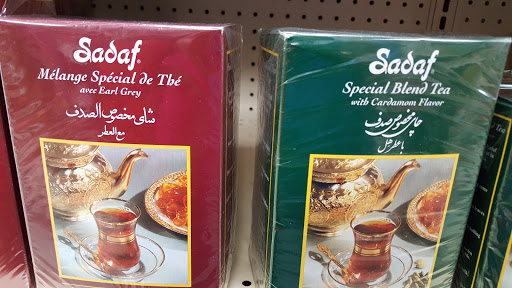 Sadaf
Mélange Spécial de Thé
avec Earl Grey
شاي مخصوص الصدف
مع العطر
Sadaf
Special Blend Tea
with Cardamom Flavor
چای مخصوص صدف
با عطر هل